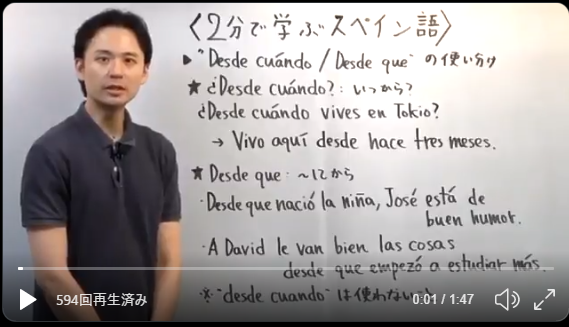 〈2分で学ぶスペイン語〉
▶"Desde cuándo / Desde que" の使い分け
★ ¿Desde cuándo?: いつから?
¿Desde cuándo vives en Tokio?
→ Vivo aquí desde hace tres meses.
★ Desde que: 〜してから
・Desde que nació la niña, José está de
buen humor.
・A David le van bien las cosas
desde que empezó a estudiar más.
※ "desde cuando" は使わない
594回再生済み
0:01 / 1:47